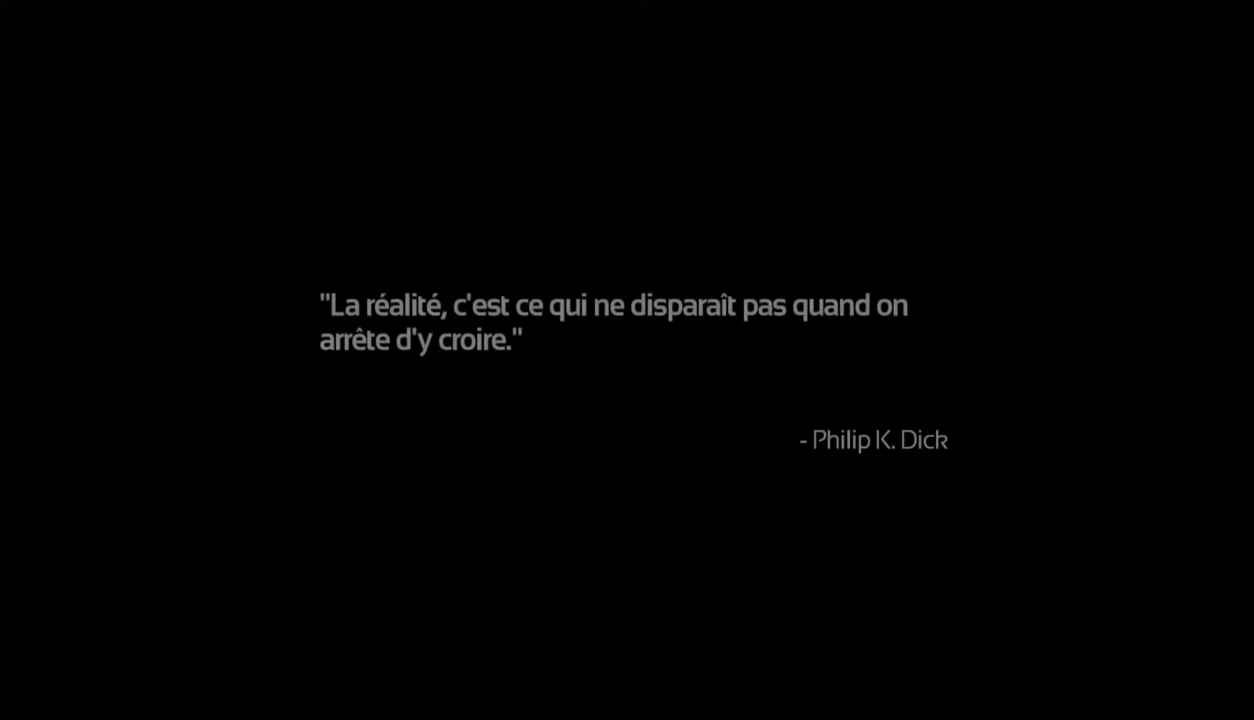 "La réalité, c'est ce qui ne disparaît pas quand on
arrête d'y croire."
- Philip K. Dick